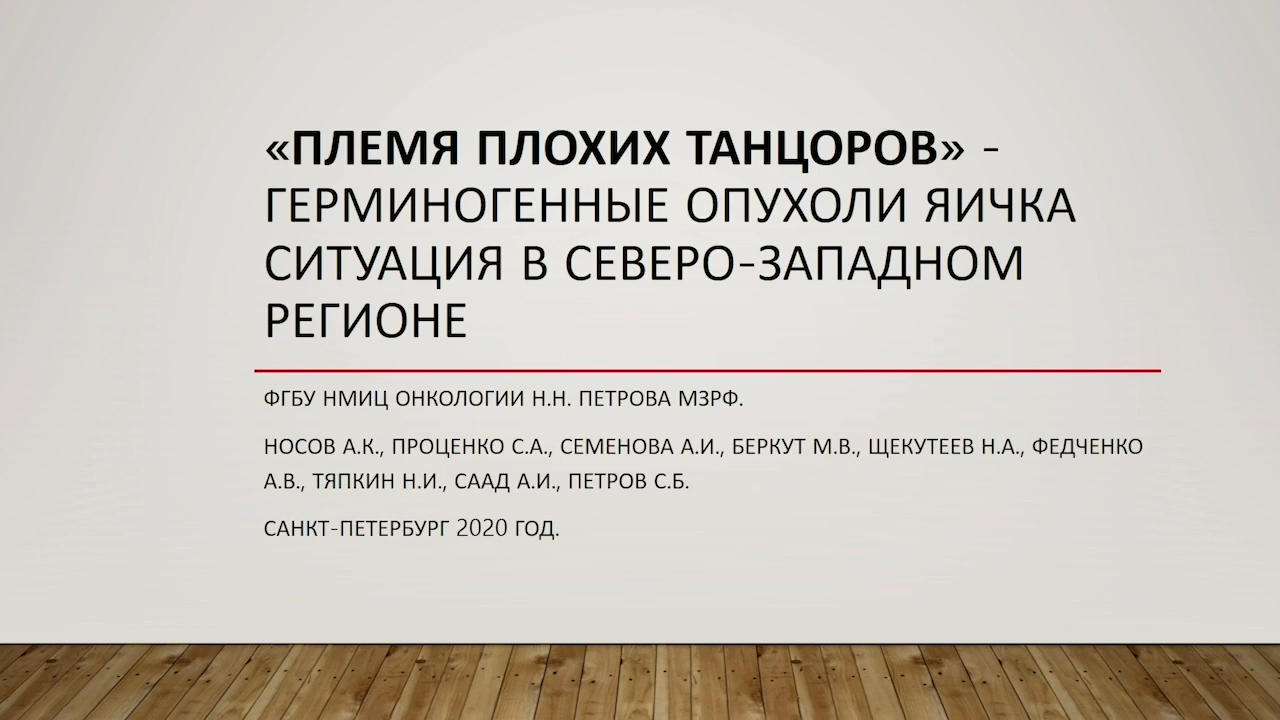 «ПЛЕМЯ ПЛОХИХ ТАНЦОРОВ» -
ГЕРМИНОГЕННЫЕ ОПУХОЛИ ЯИЧКА
СИТУАЦИЯ В СЕВЕРО-ЗАПАДНОМ
РЕГИОНЕ
ФГБУ НМИЦ ОНКОЛОГИИ Н.Н. ПЕТРОВА МЗРФ.
НОСОВ А.К., ПРОЦЕНКО С.А., СЕМЕНОВА А.И., БЕРКУТ М.В., ЩЕКУТЕЕВ Н.А., ФЕДЧЕНКО
А.В., ТЯПКИН Н.И., СААД А.И., ПЕТРОВ С.Б.
САНКТ-ПЕТЕРБУРГ 2020 ГОД.